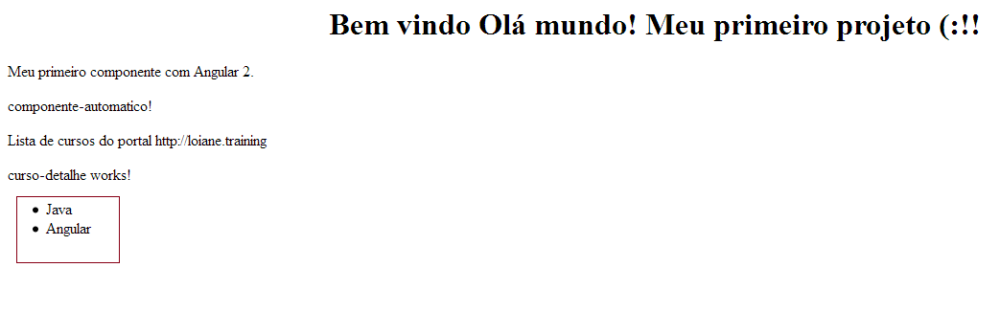 Bem vindo Olá mundo! Meu primeiro projeto (:!!
Meu primeiro componente com Angular 2.
componente-automatico!
Lista de cursos do portal http://loiane.training
curso-detalhe works!
Java
Angular